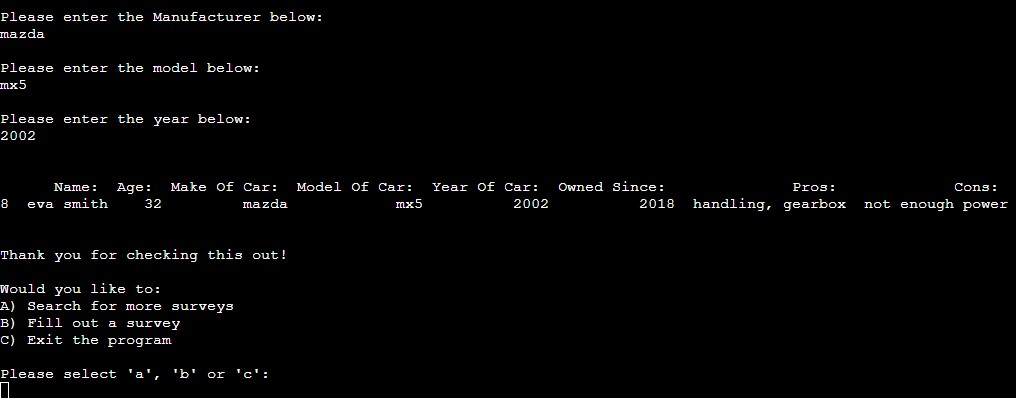 Please enter the Manufacturer below:
mazda
Please enter the model below:
mx5
Please enter the year below:
2002
Name: Age: Make Of Car: Model Of Car: Year Of Car: Owned Since: Pros: Cons:
8 eva smith 32 mazda mx5 2002 2018 handling, gearbox not enough power
Thank you for checking this out!
Would you like to:
A) Search for more surveys
B) Fill out a survey
C) Exit the program
Please select 'a', 'b' or 'c':